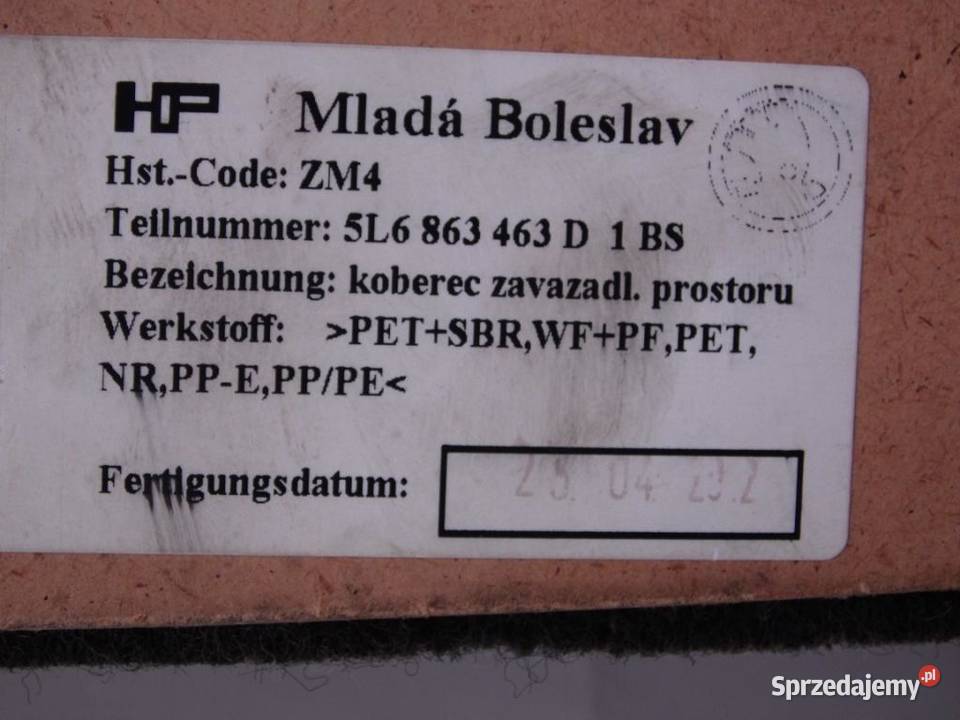 HP Mladá Boleslav
Hst.-Code: ZM4
Teilnummer: 5L6 863 463 D 1 BS
Bezeichnung: koberec zavazadl. prostoru
Werkstoff: >PET+SBR,WF+PF,PET,
NR,PP-E,PP/PE<
Fertigungsdatum:
Sprzedajemy.pl